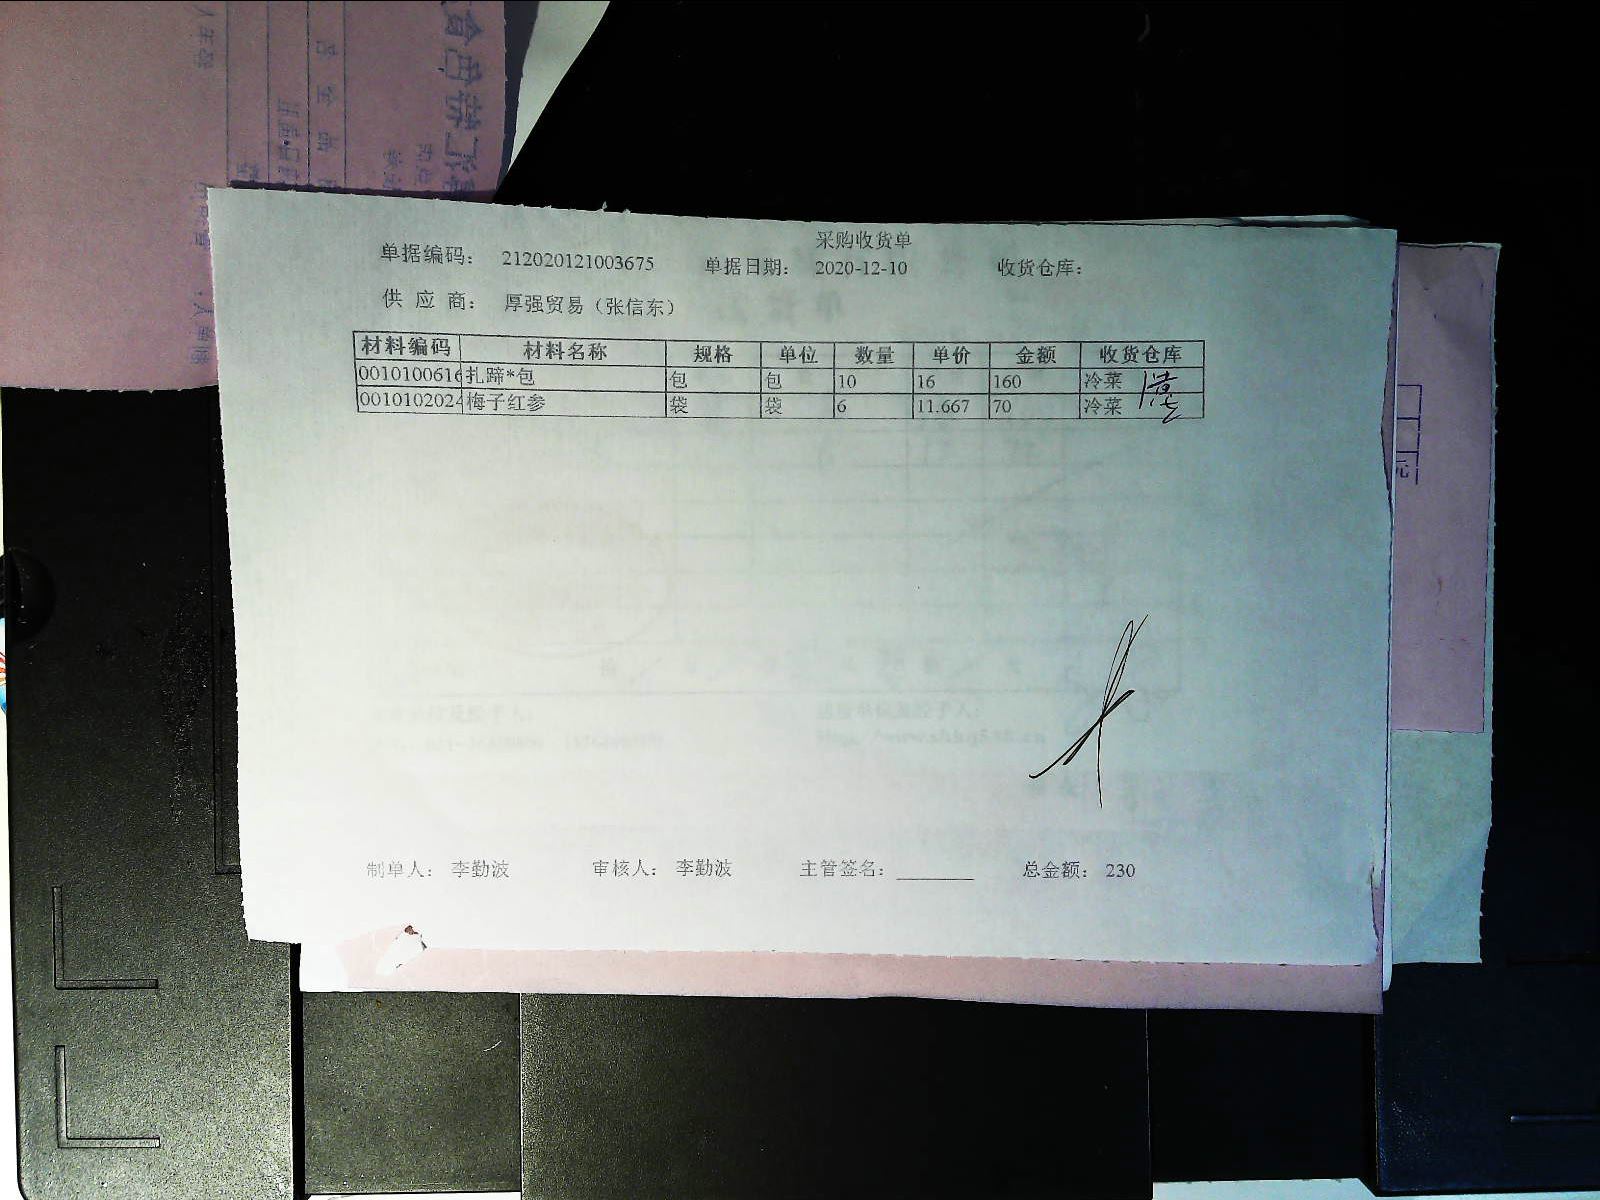 采购收货单
单据编码： 212020121003675 单据日期： 2020-12-10 收货仓库：
供 应 商： 厚强贸易（张信东）
材料编码 材料名称 规格 单位 数量 单价 金额 收货仓库
0010100616 扎蹄*包 包 包 10 16 160 冷菜
0010102024 梅子红参 袋 袋 6 11.667 70 冷菜
制单人： 李勤波 审核人： 李勤波 主管签名： 总金额： 230
元